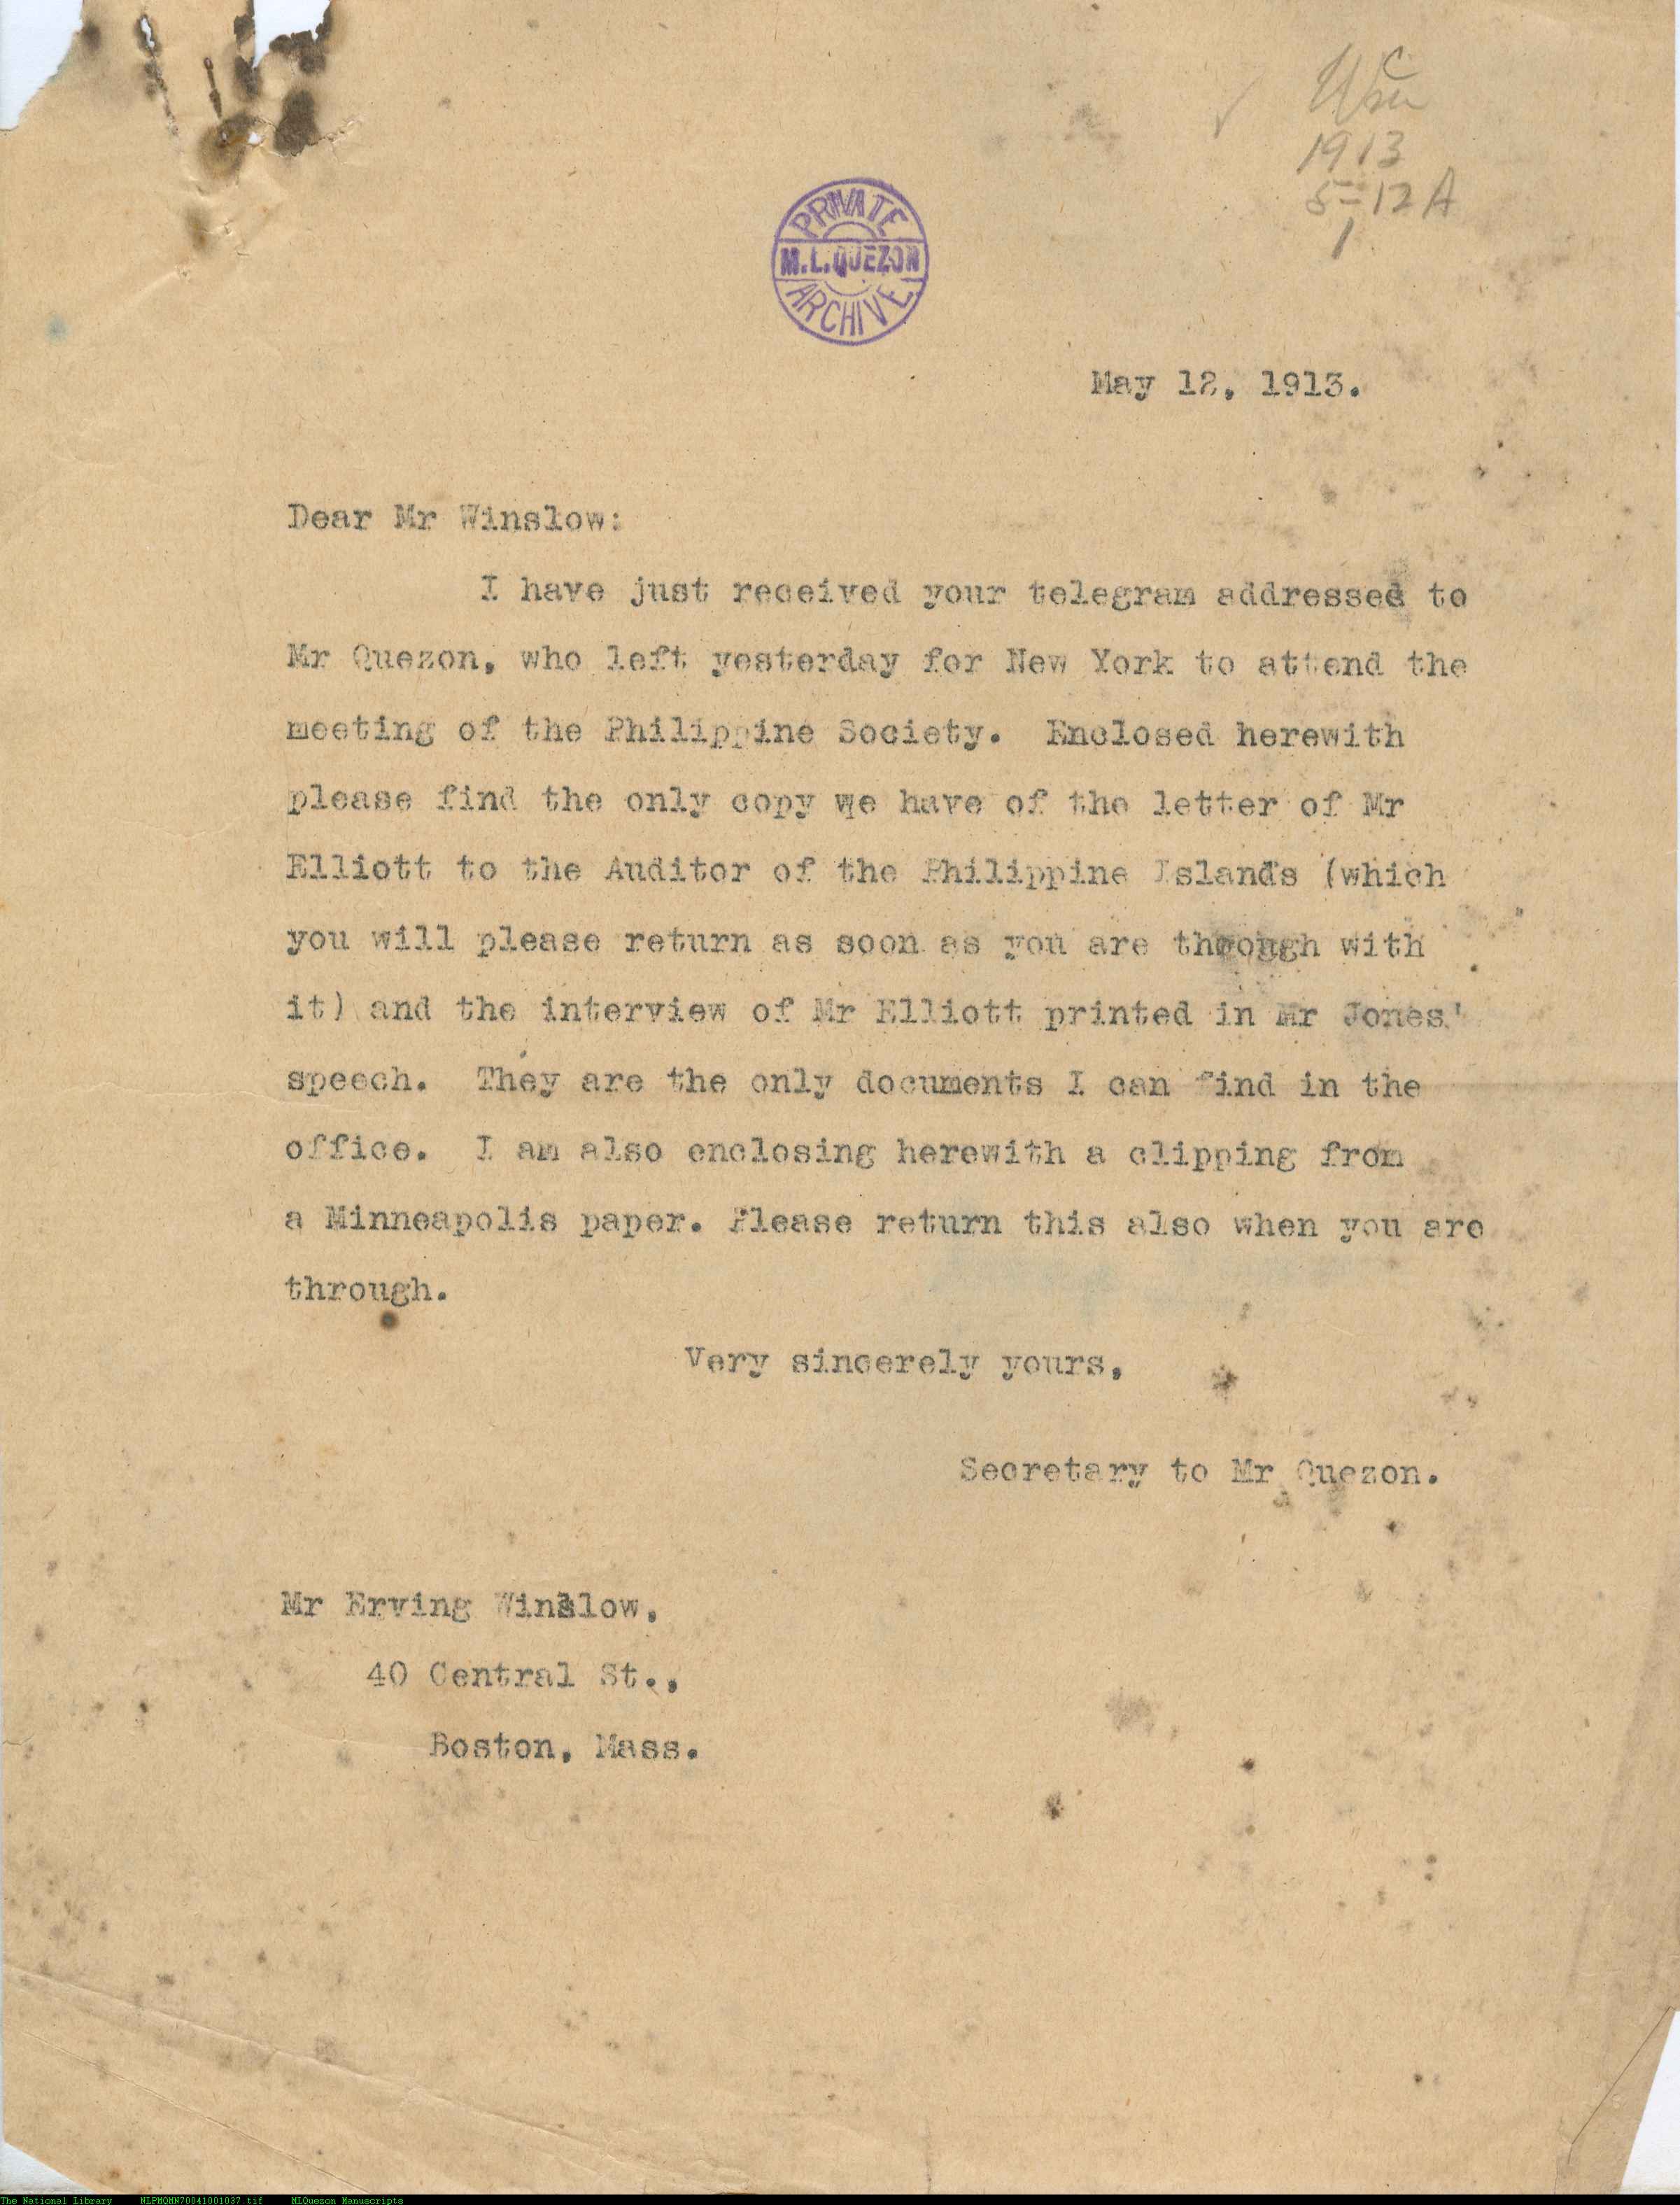 1913
5-12 A
1
PRIVATE
M.L.QUEZON
ARCHIVE
May 12, 1913.
Dear Mr Winslow:
I have just received your telegram addressed to
Mr Quezon, who left yesterday for New York to attend the
meeting of the Philippine Society. Enclosed herewith
please find the only copy we have of the letter of Mr
Elliott to the Auditor of the Philippine Islands (which
you will please return as soon as you are through with
it) and the interview of Mr Elliott printed in Mr Jones'
speech. They are the only documents I can find in the
office. I am also enclosing herewith a clipping from
a Minneapolis paper. Please return this also when you are
through.
Very sincerely yours,
Secretary to Mr Quezon.
Mr Erving Winslow,
40 Central St.,
Boston, Mass.
The National Library NLPMQMN70041001037.tif MLQuezon Manuscripts